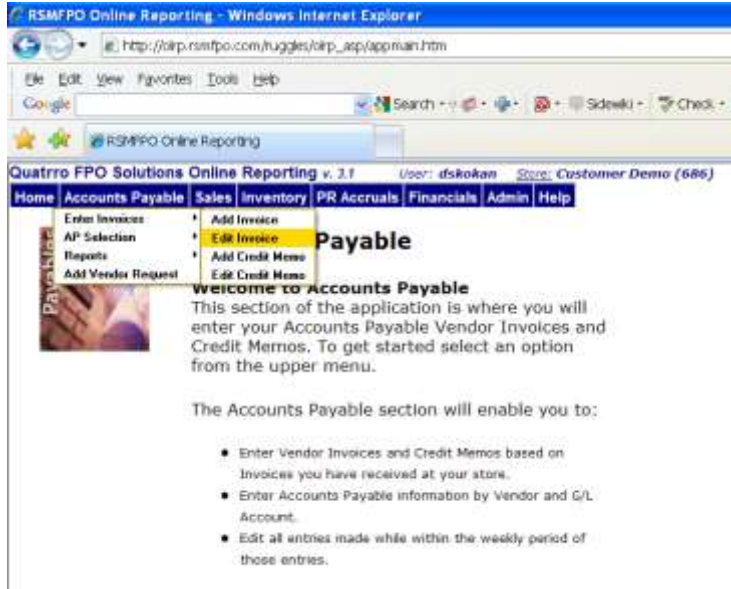 RSMFPO Online Reporting - Windows Internet Explorer
http://olrp.rsmfpo.com/ruggles/olrp_asp/appmain.htm
File Edit View Favorites Tools Help
Google Search Sidewiki Check
RSMFPO Online Reporting
Quatrro FPO Solutions Online Reporting v. 3.1 User: dskokan Store: Customer Demo (686)
Home Accounts Payable Sales Inventory PR Accruals Financials Admin Help
Enter Invoices Add Invoice
AP Selection Edit Invoice
Reports Add Credit Memo
Add Vendor Request Edit Credit Memo
Payables
Payable
Welcome to Accounts Payable
This section of the application is where you will
enter your Accounts Payable Vendor Invoices and
Credit Memos. To get started select an option
from the upper menu.
The Accounts Payable section will enable you to:
• Enter Vendor Invoices and Credit Memos based on
Invoices you have received at your store.
• Enter Accounts Payable information by Vendor and G/L
Account.
• Edit all entries made while within the weekly period of
those entries.